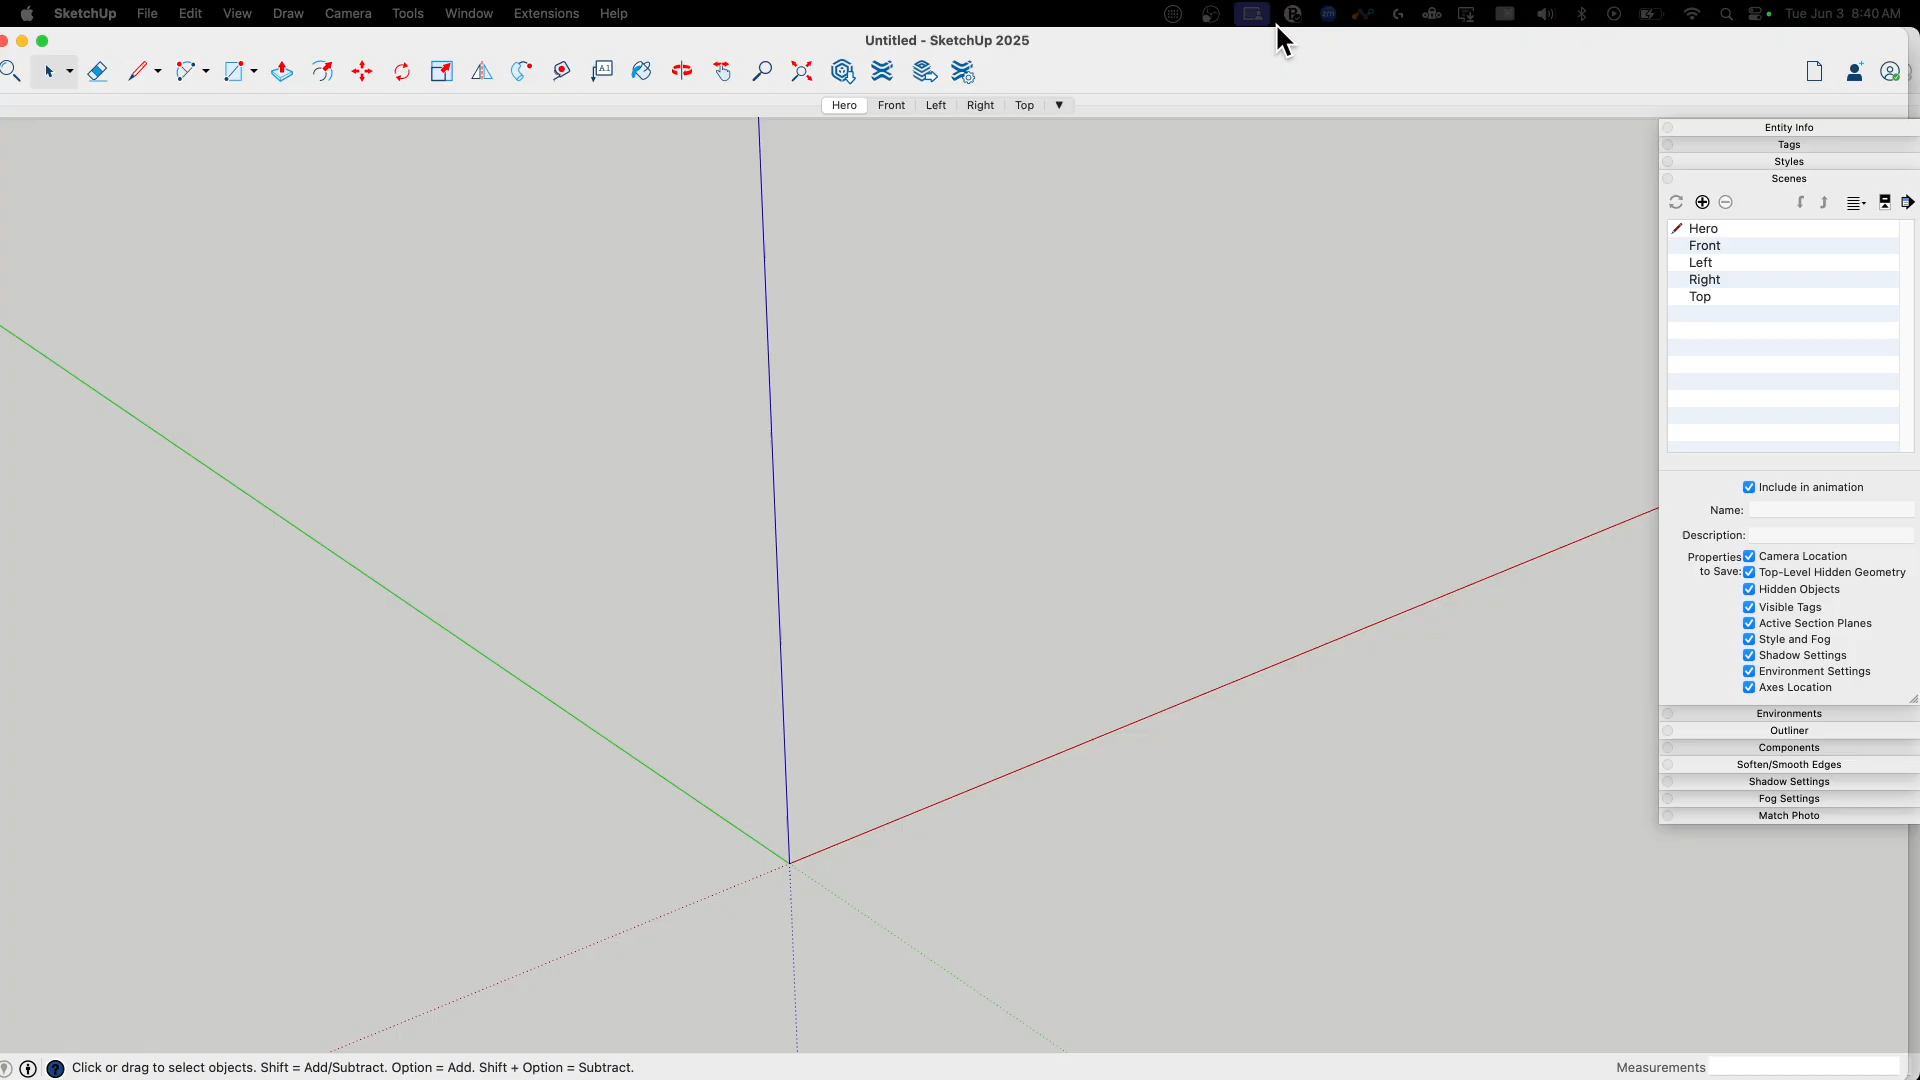 SketchUp File Edit View Draw Camera Tools Window Extensions Help zm Tue Jun 3 8:40 AM
Untitled - SketchUp 2025
A1
Hero Front Left Right Top ▼
Entity Info
Tags
Styles
Scenes
Hero
Front
Left
Right
Top
Include in animation
Name:
Description:
Properties to Save:
Camera Location
Top-Level Hidden Geometry
Hidden Objects
Visible Tags
Active Section Planes
Style and Fog
Shadow Settings
Environment Settings
Axes Location
Environments
Outliner
Components
Soften/Smooth Edges
Shadow Settings
Fog Settings
Match Photo
Click or drag to select objects. Shift = Add/Subtract. Option = Add. Shift + Option = Subtract. Measurements